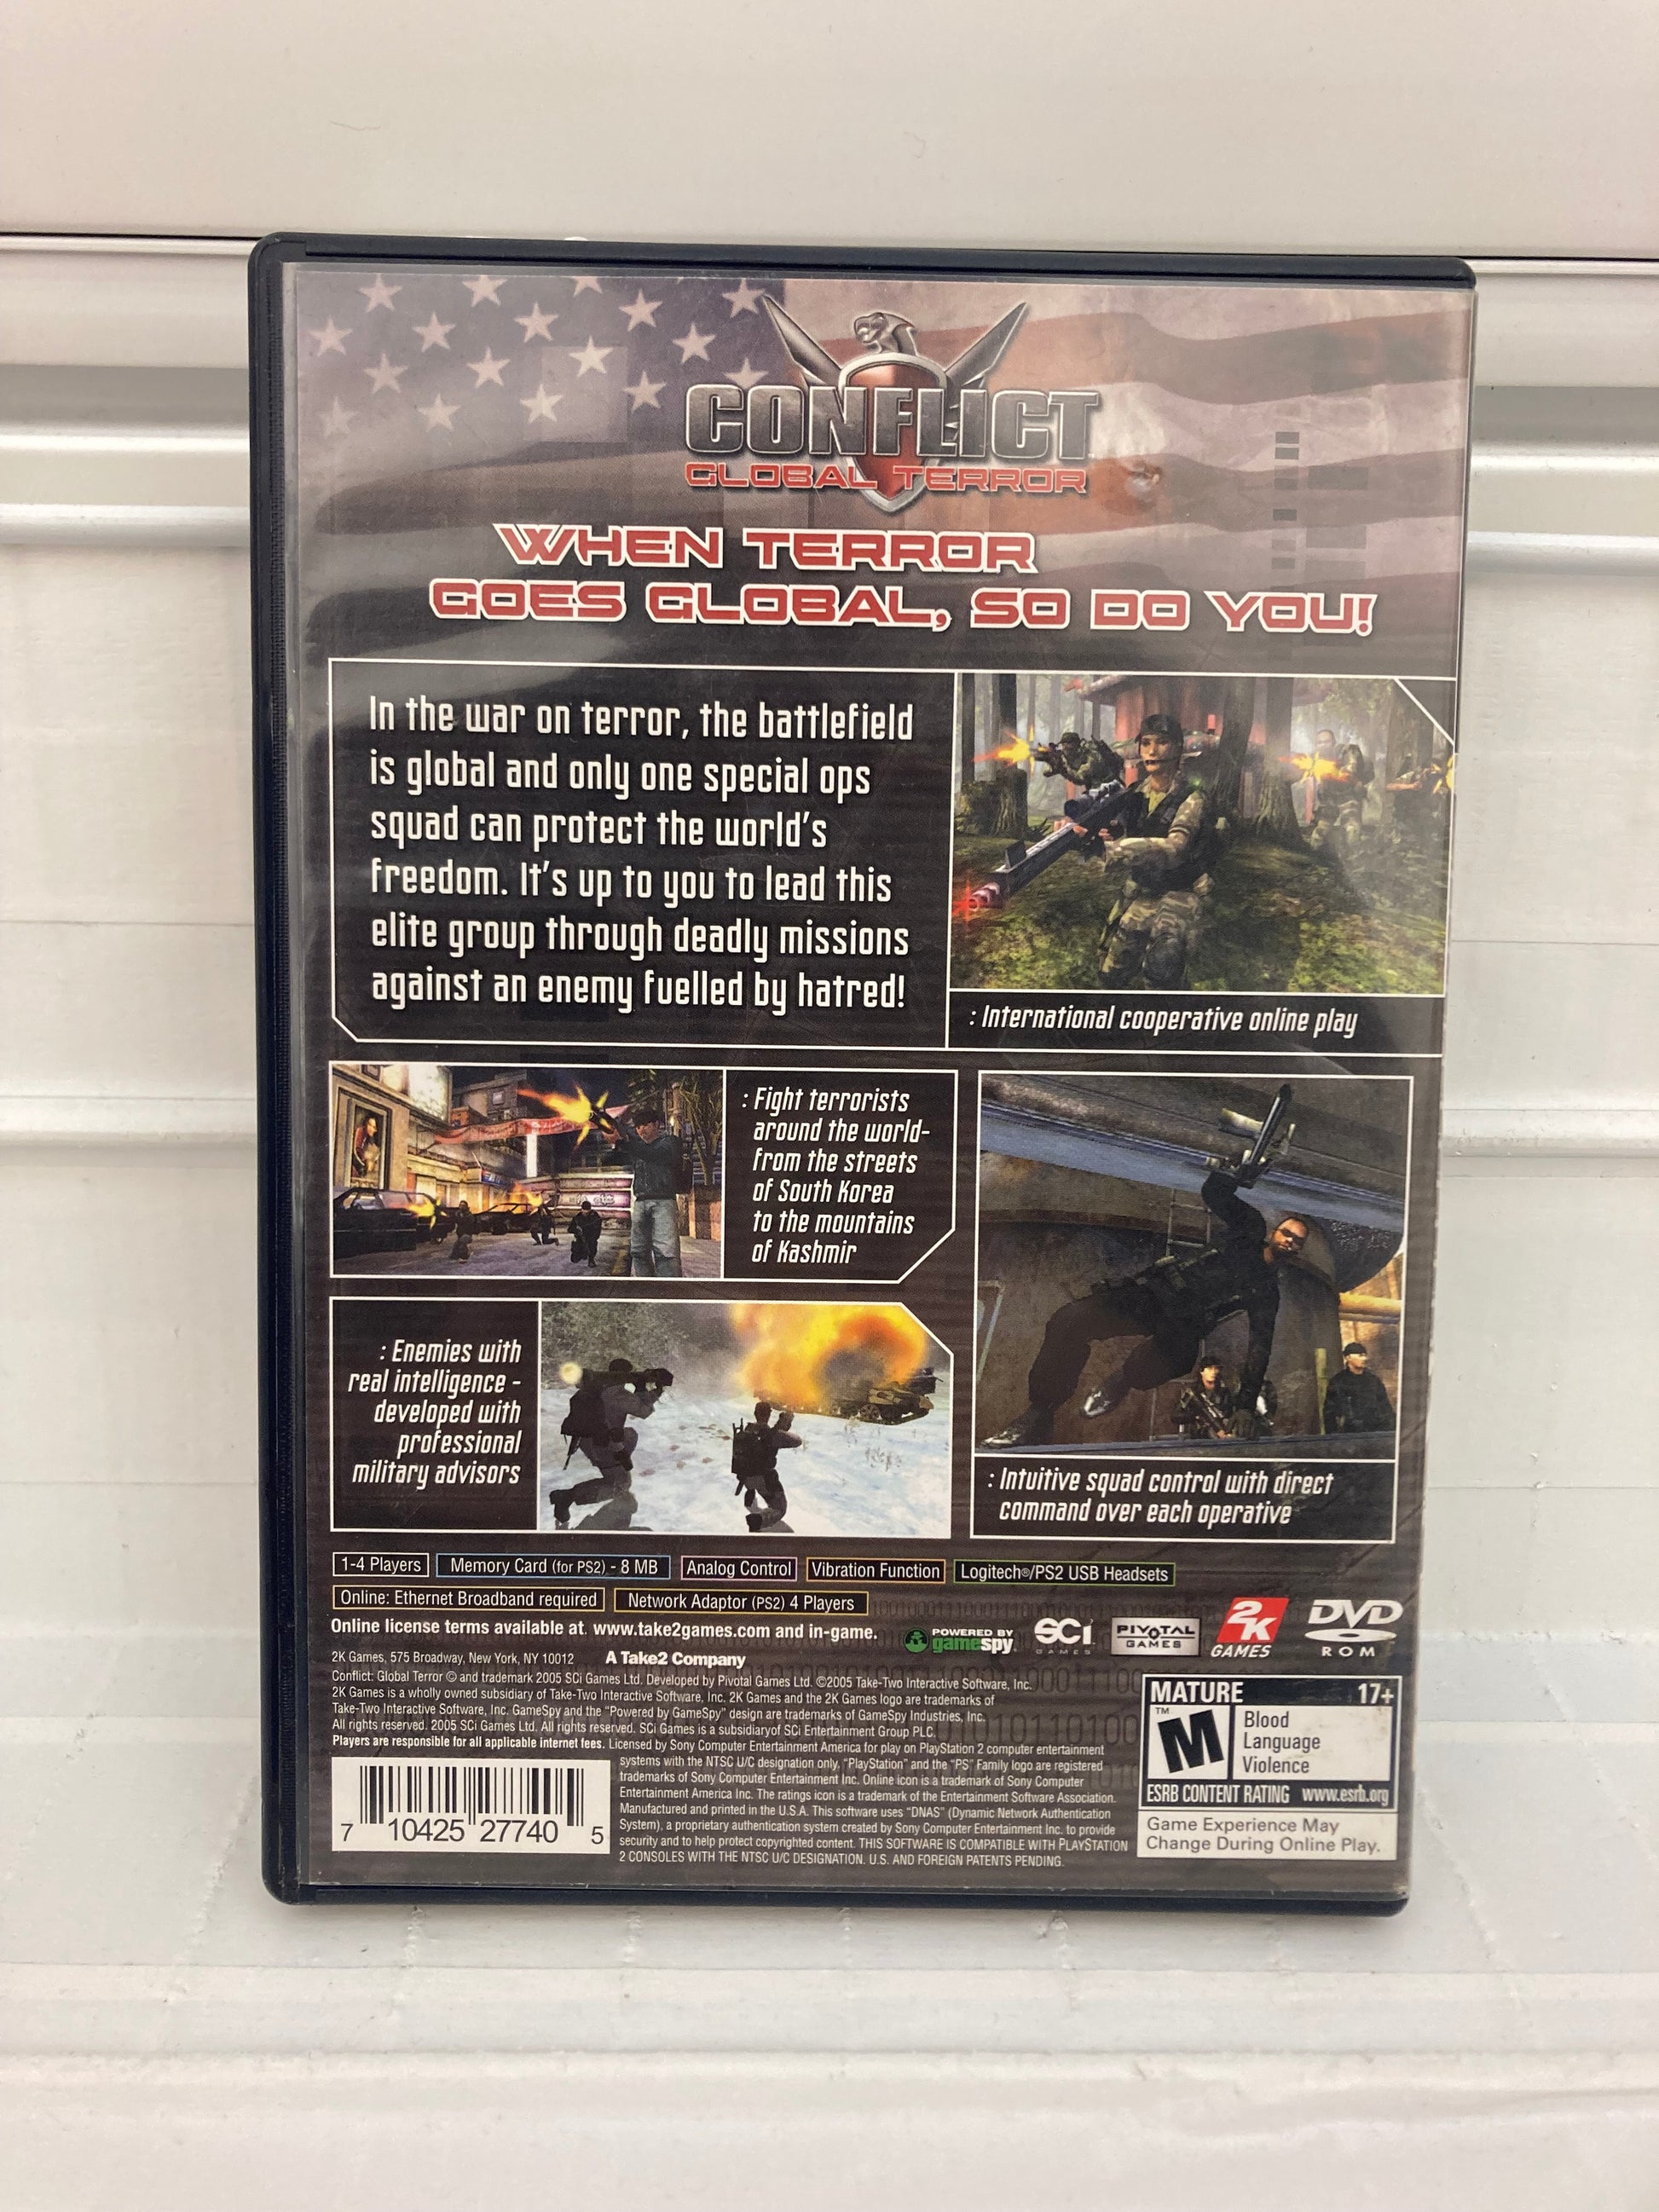 CONFLICT
GLOBAL TERROR
WHEN TERROR
GOES GLOBAL, SO DO YOU!
In the war on terror, the battlefield
is global and only one special ops
squad can protect the world's
freedom. It's up to you to lead this
elite group through deadly missions
against an enemy fuelled by hatred!
: International cooperative online play
: Fight terrorists
around the world-
from the streets
of South Korea
to the mountains
of Kashmir
: Enemies with
real intelligence -
developed with
professional
military advisors
: Intuitive squad control with direct
command over each operative
1-4 Players
Memory Card (for PS2) - 8 MB
Analog Control
Vibration Function
Logitech®/PS2 USB Headsets
Online: Ethernet Broadband required
Network Adaptor (PS2) 4 Players
Online license terms available at. www.take2games.com and in-game.
POWERED BY
gamespy.
SCi
GAMES
PIVOTAL
GAMES
2K
GAMES
DVD
ROM
2K Games, 575 Broadway, New York, NY 10012 A Take2 Company
Conflict: Global Terror © and trademark 2005 SCi Games Ltd. Developed by Pivotal Games Ltd. ©2005 Take-Two Interactive Software, Inc.
2K Games is a wholly owned subsidiary of Take-Two Interactive Software, Inc. 2K Games and the 2K Games logo are trademarks of
Take-Two Interactive Software, Inc. GameSpy and the "Powered by GameSpy" design are trademarks of GameSpy Industries, Inc.
All rights reserved. 2005 SCi Games Ltd. All rights reserved. SCi Games is a subsidiaryof SCi Entertainment Group PLC.
Players are responsible for all applicable internet fees. Licensed by Sony Computer Entertainment America for play on PlayStation 2 computer entertainment
systems with the NTSC U/C designation only. "PlayStation" and the "PS" Family logo are registered
trademarks of Sony Computer Entertainment Inc. Online icon is a trademark of Sony Computer
Entertainment America Inc. The ratings icon is a trademark of the Entertainment Software Association.
Manufactured and printed in the U.S.A. This software uses "DNAS" (Dynamic Network Authentication
System), a proprietary authentication system created by Sony Computer Entertainment Inc. to provide
security and to help protect copyrighted content. THIS SOFTWARE IS COMPATIBLE WITH PLAYSTATION
2 CONSOLES WITH THE NTSC U/C DESIGNATION. U.S. AND FOREIGN PATENTS PENDING.
7 10425 27740 5
MATURE 17+
M
TM
Blood
Language
Violence
ESRB CONTENT RATING www.esrb.org
Game Experience May
Change During Online Play.